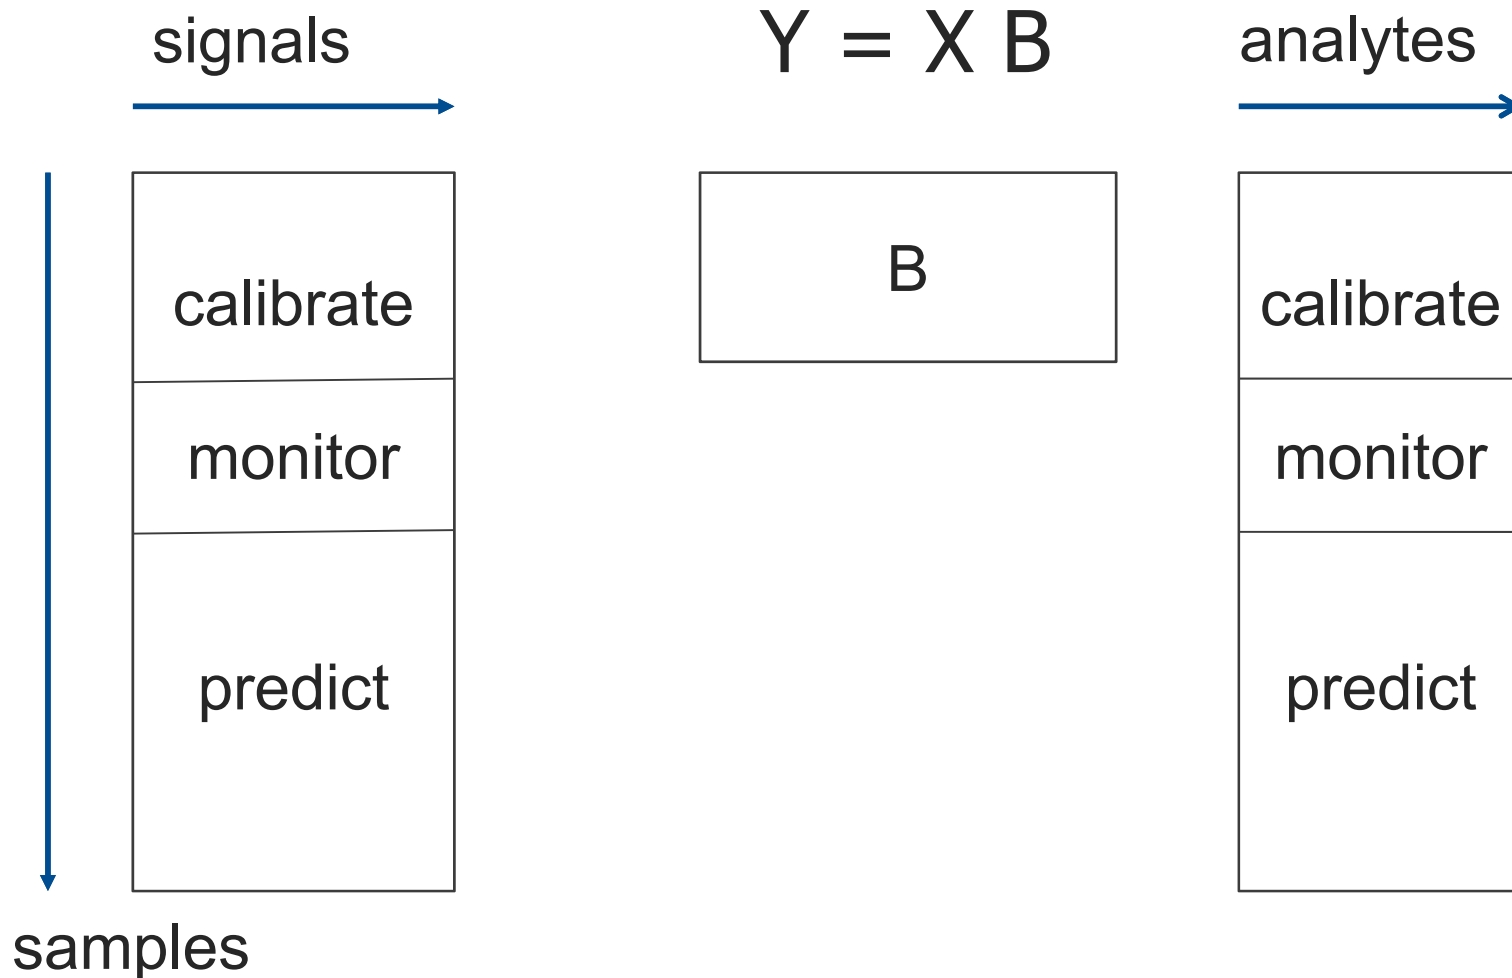 signals
Y = X B
analytes
B
calibrate
calibrate
monitor
monitor
predict
predict
samples